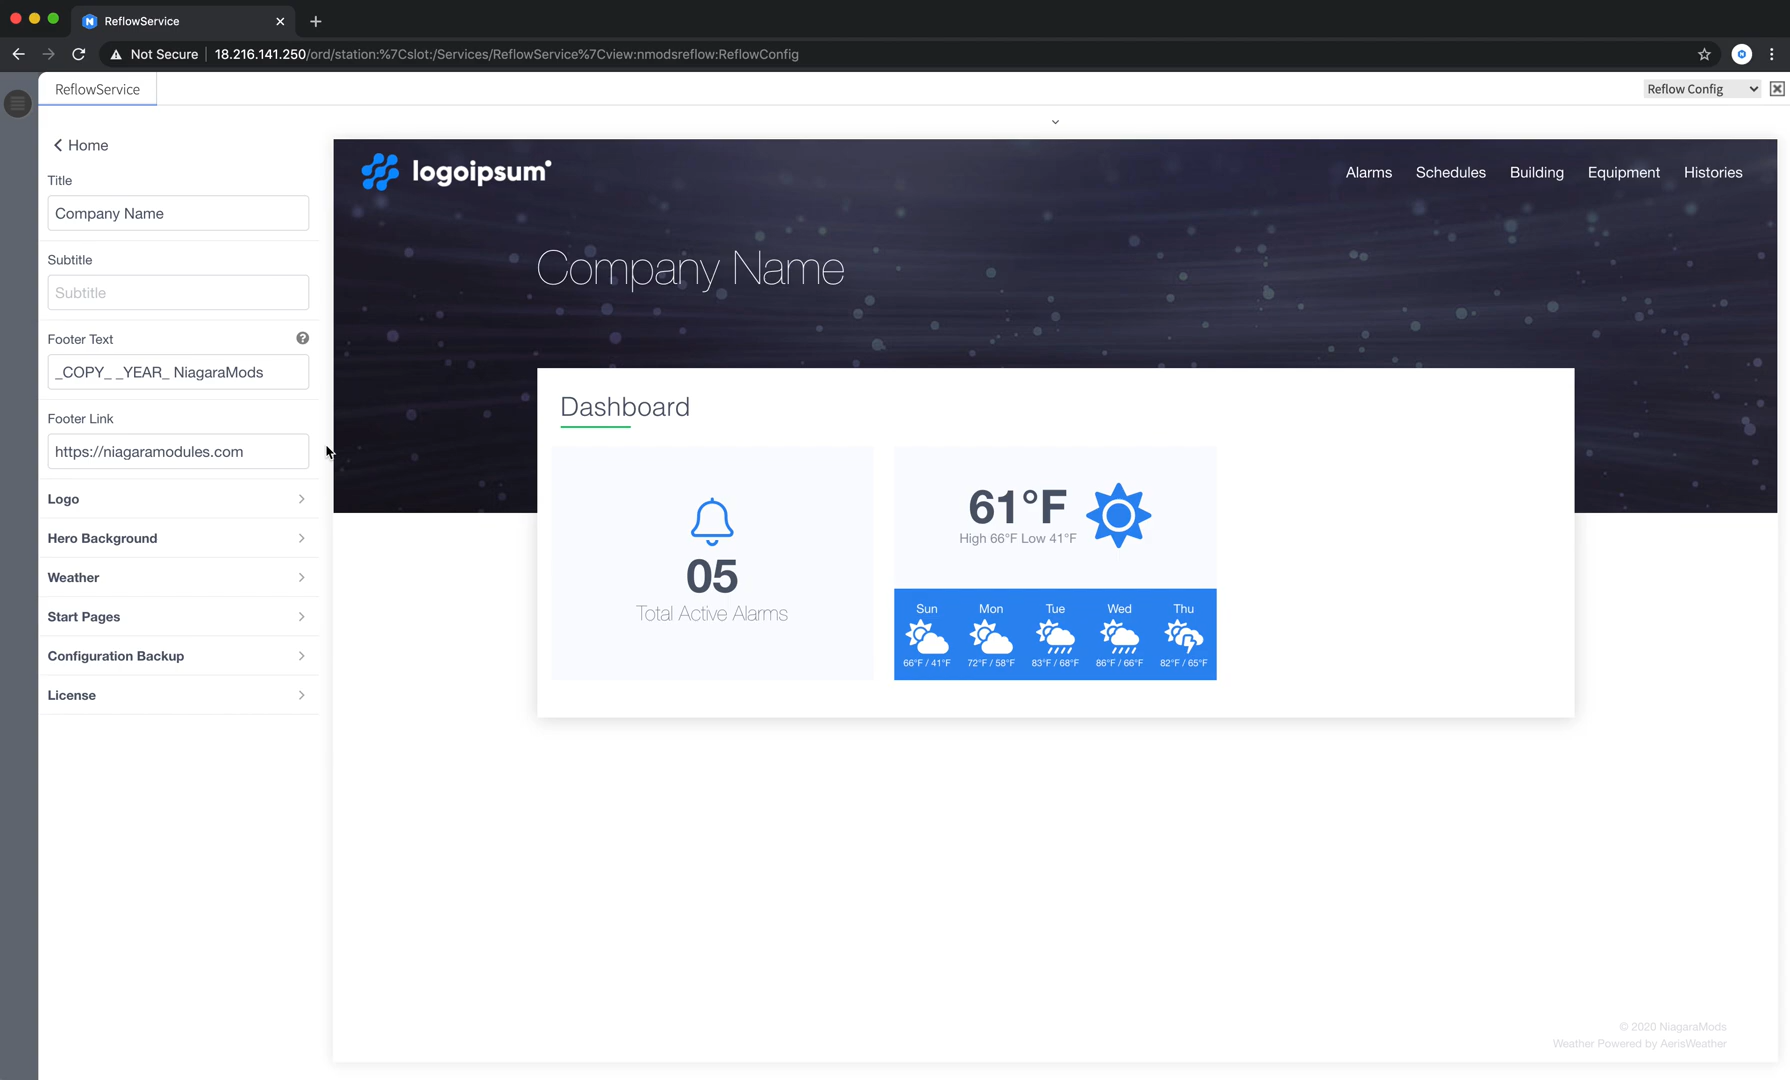 ReflowService
Not Secure
18.216.141.250/ord/station:%7Cslot:/Services/ReflowService%7Cview:nmodsreflow:ReflowConfig
ReflowService
Reflow Config
Home
Title
Company Name
Subtitle
Subtitle
Footer Text
_COPY_ _YEAR_ NiagaraMods
Footer Link
https://niagaramodules.com
Logo
Hero Background
Weather
Start Pages
Configuration Backup
License
logoipsum
Alarms Schedules Building Equipment Histories
Company Name
Dashboard
05
Total Active Alarms
61°F
High 66°F Low 41°F
Sun Mon Tue Wed Thu
66°F / 41°F 72°F / 58°F 83°F / 68°F 86°F / 66°F 82°F / 65°F
© 2020 NiagaraMods
Weather Powered by AerisWeather